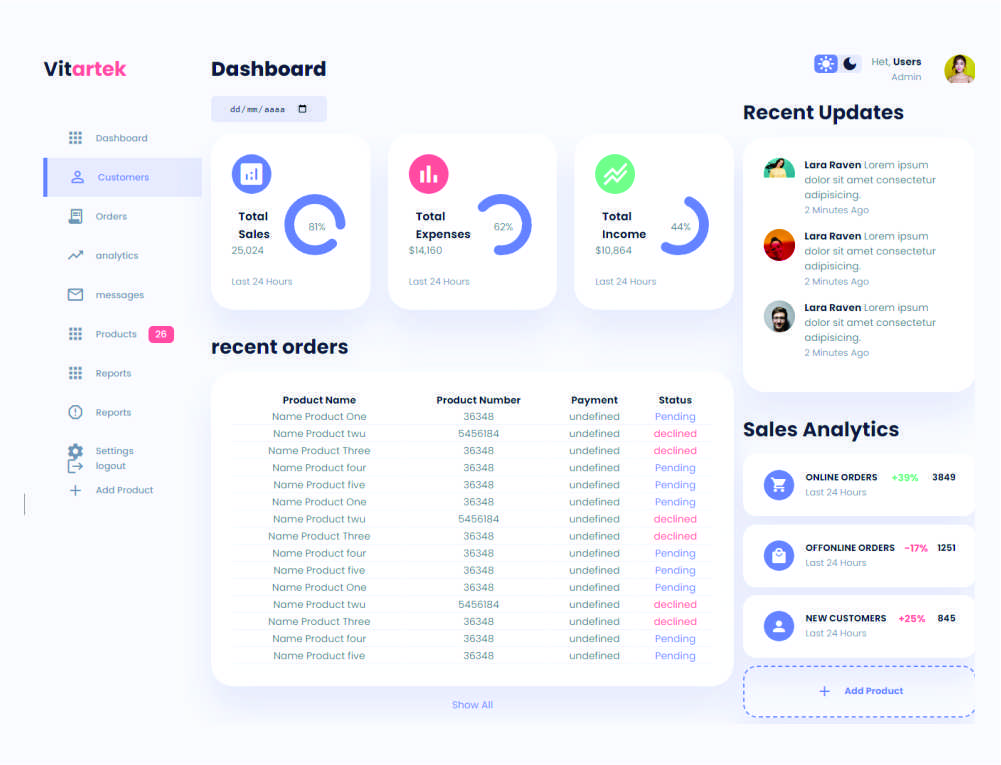 Vitartek
Dashboard
Customers
Orders
analytics
messages
Products 26
Reports
Reports
Settings
logout
Add Product
Dashboard
dd/mm/aaaa
Total
Sales
25,024
81%
Last 24 Hours
Total
Expenses
$14,160
62%
Last 24 Hours
Total
Income
$10,864
44%
Last 24 Hours
recent orders
Product Name Product Number Payment Status
Name Product One 36348 undefined Pending
Name Product twu 5456184 undefined declined
Name Product Three 36348 undefined declined
Name Product four 36348 undefined Pending
Name Product five 36348 undefined Pending
Name Product One 36348 undefined Pending
Name Product twu 5456184 undefined declined
Name Product Three 36348 undefined declined
Name Product four 36348 undefined Pending
Name Product five 36348 undefined Pending
Name Product One 36348 undefined Pending
Name Product twu 5456184 undefined declined
Name Product Three 36348 undefined declined
Name Product four 36348 undefined Pending
Name Product five 36348 undefined Pending
Show All
Het, Users
Admin
Recent Updates
Lara Raven Lorem ipsum
dolor sit amet consectetur
adipisicing.
2 Minutes Ago
Lara Raven Lorem ipsum
dolor sit amet consectetur
adipisicing.
2 Minutes Ago
Lara Raven Lorem ipsum
dolor sit amet consectetur
adipisicing.
2 Minutes Ago
Sales Analytics
ONLINE ORDERS +39% 3849
Last 24 Hours
OFFONLINE ORDERS -17% 1251
Last 24 Hours
NEW CUSTOMERS +25% 845
Last 24 Hours
Add Product